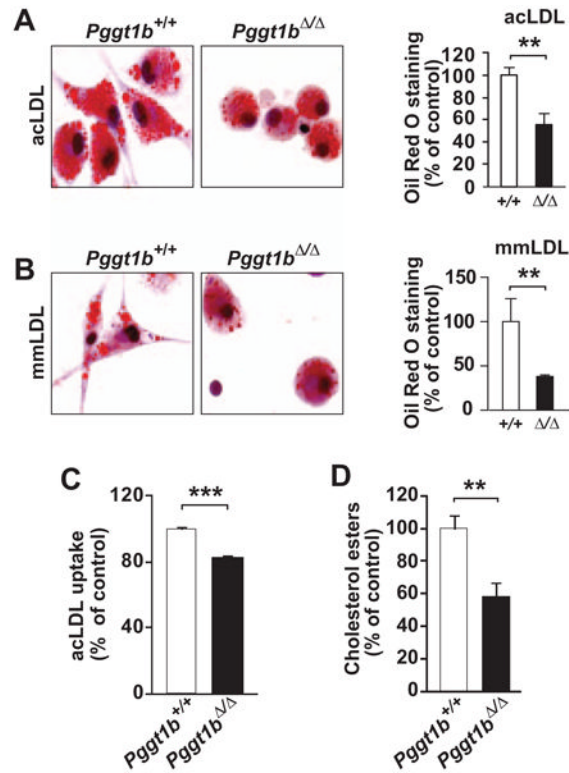 A
Pggt1b+/+
Pggt1bΔ/Δ
acLDL
acLDL
Oil Red O staining
(% of control)
120
100
80
60
40
20
0
**
+/+
Δ/Δ
B
Pggt1b+/+
Pggt1bΔ/Δ
mmLDL
mmLDL
Oil Red O staining
(% of control)
150
100
50
0
**
+/+
Δ/Δ
C
acLDL uptake
(% of control)
120
80
40
0
***
Pggt1b+/+
Pggt1bΔ/Δ
D
Cholesterol esters
(% of control)
120
100
80
60
40
20
0
**
Pggt1b+/+
Pggt1bΔ/Δ